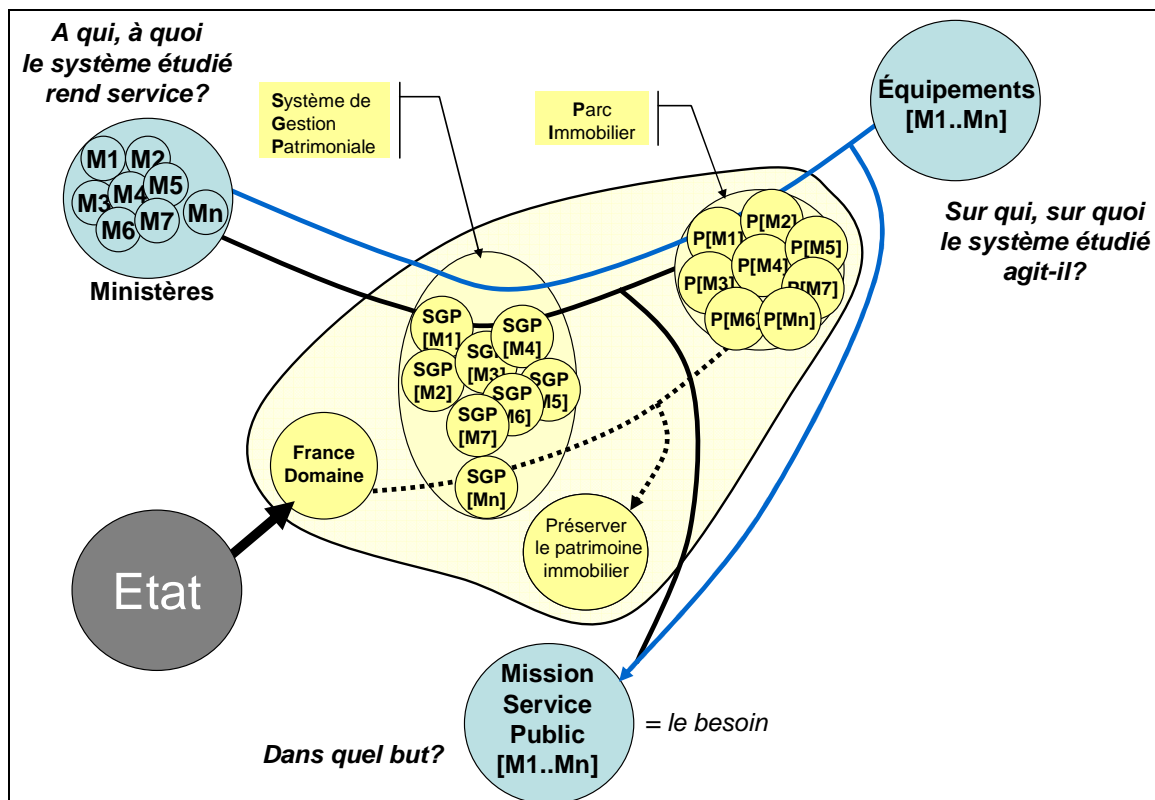 A qui, à quoi
le système étudié
rend service?
M1
M2
M3
M4
M5
M6
M7
Mn
Ministères
Système de
Gestion
Patrimoniale
Parc
Immobilier
Équipements
[M1..Mn]
Sur qui, sur quoi
le système étudié
agit-il?
P[M1]
P[M2]
P[M3]
P[M4]
P[M5]
P[M6]
P[M7]
P[Mn]
SGP
[M1]
SGP
[M4]
SGP
[M3]
SGP
[M2]
SGP
M5]
SGP
M6]
SGP
[M7]
SGP
[Mn]
France
Domaine
Etat
Préserver
le patrimoine
immobilier
Mission
Service
Public
[M1..Mn]
= le besoin
Dans quel but?